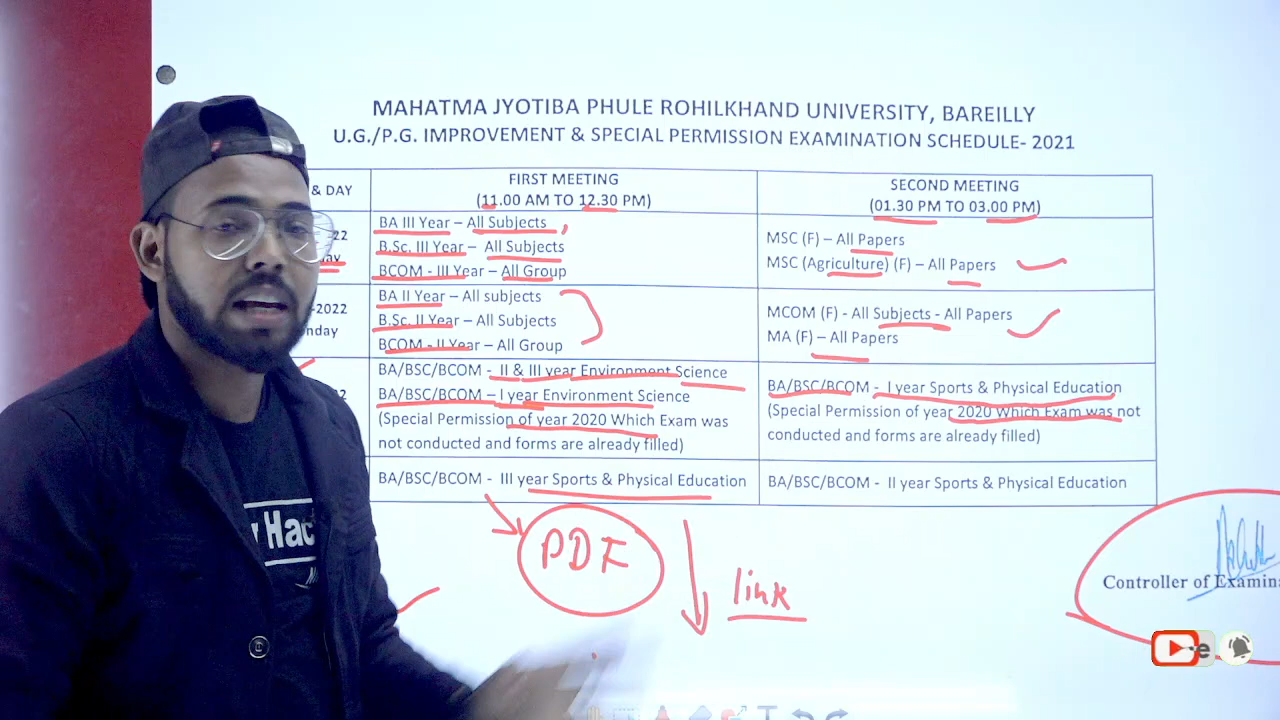 MAHATMA JYOTIBA PHULE ROHILKHAND UNIVERSITY, BAREILLY
U.G./P.G. IMPROVEMENT & SPECIAL PERMISSION EXAMINATION SCHEDULE- 2021
& DAY
FIRST MEETING
(11.00 AM TO 12.30 PM)
SECOND MEETING
(01.30 PM TO 03.00 PM)
BA III Year – All Subjects
B.Sc. III Year – All Subjects
BCOM - III Year – All Group
MSC (F) – All Papers
MSC (Agriculture) (F) – All Papers
-2022
BA II Year – All subjects
B.Sc. II Year – All Subjects
BCOM - II Year – All Group
MCOM (F) - All Subjects - All Papers
MA (F) – All Papers
BA/BSC/BCOM - II & III year Environment Science
BA/BSC/BCOM – I year Environment Science
(Special Permission of year 2020 Which Exam was
not conducted and forms are already filled)
BA/BSC/BCOM - I year Sports & Physical Education
(Special Permission of year 2020 Which Exam was not
conducted and forms are already filled)
BA/BSC/BCOM - III year Sports & Physical Education
BA/BSC/BCOM - II year Sports & Physical Education
PDF
link
Controller of Examina
Hac